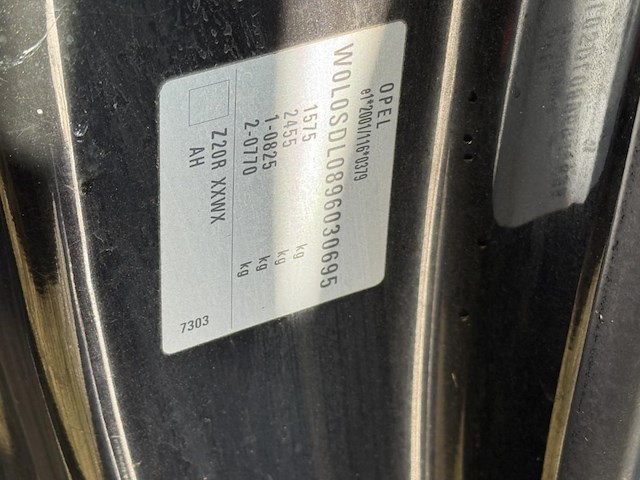 OPEL
e1*2001/116*0379
W0L0SDL0896030695
1575 kg
2455 kg
1-0825 kg
2-0770 kg
Z20R XXWX
AH
7303